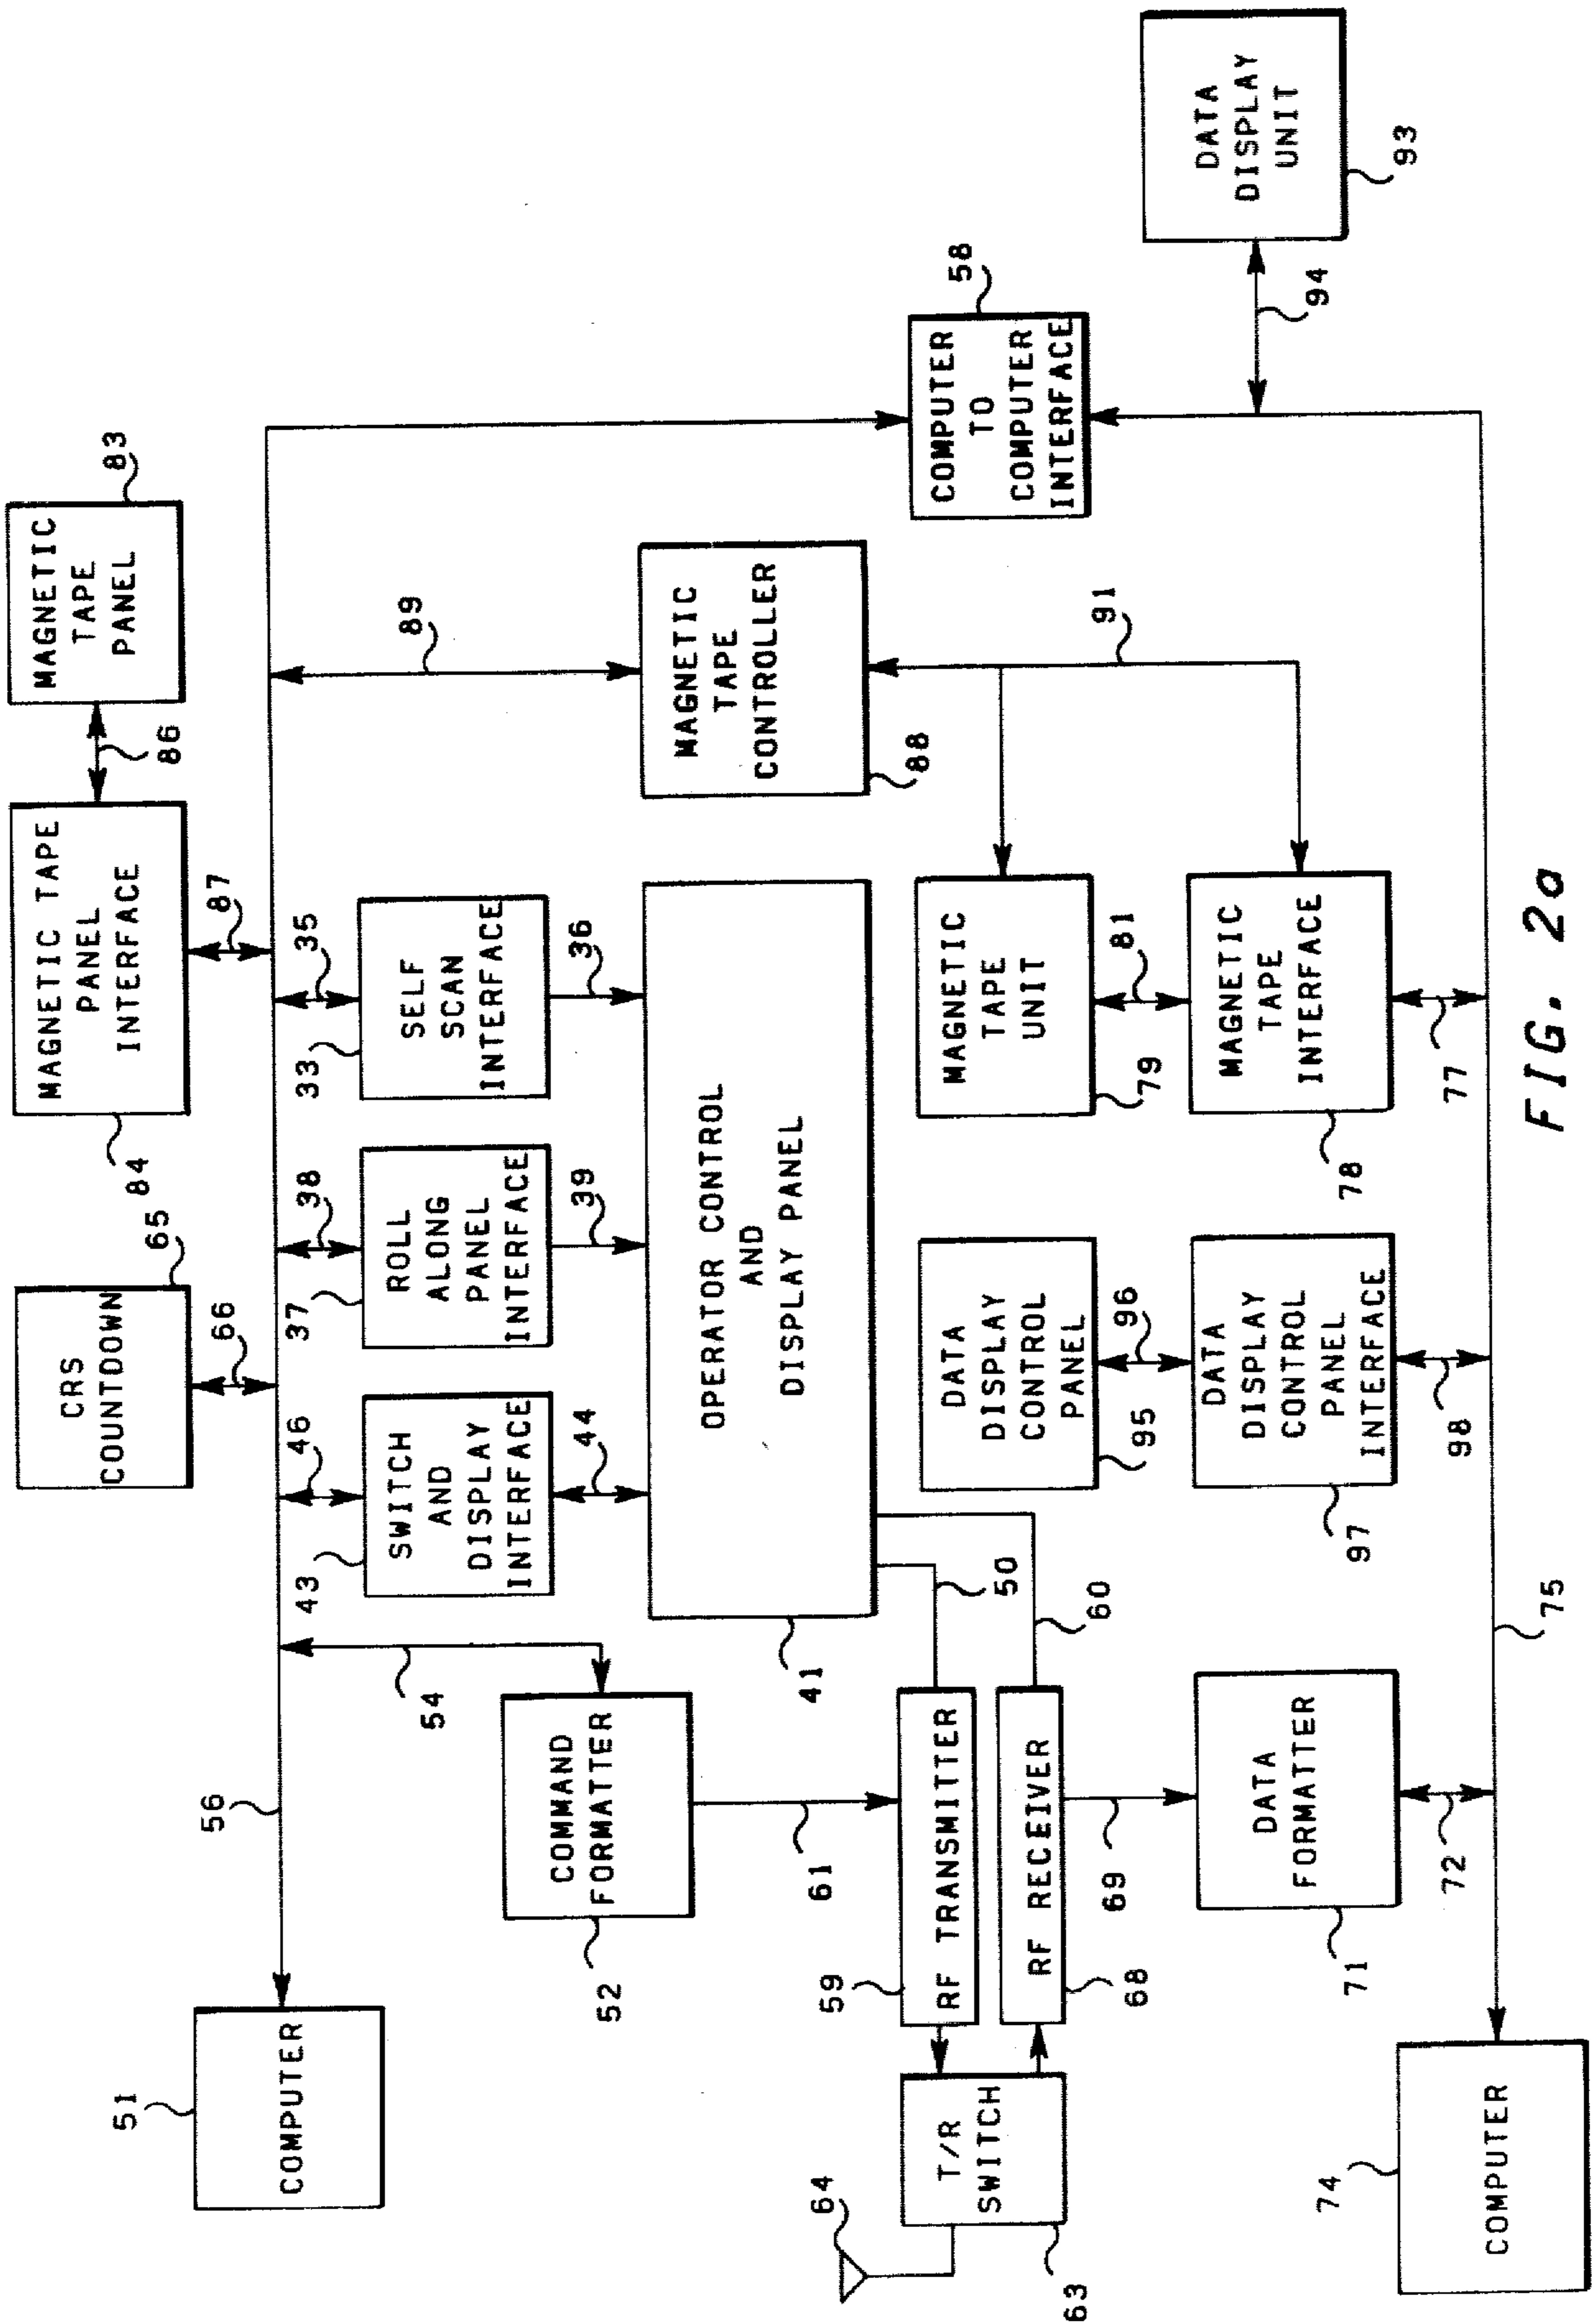 51
COMPUTER
56
CRS
COUNTDOWN
65
66
MAGNETIC TAPE
PANEL
INTERFACE
84
87
86
MAGNETIC
TAPE
PANEL
83
54
COMMAND
FORMATTER
52
61
46
SWITCH
AND
DISPLAY
INTERFACE
43
44
38
ROLL
ALONG
PANEL
INTERFACE
37
39
35
SELF
SCAN
INTERFACE
33
36
89
MAGNETIC
TAPE
CONTROLLER
88
91
COMPUTER
TO
COMPUTER
INTERFACE
58
OPERATOR CONTROL
AND
DISPLAY PANEL
41
50
60
64
T/R
SWITCH
63
59
RF TRANSMITTER
RF RECEIVER
68
69
DATA
FORMATTER
71
72
DATA
DISPLAY
CONTROL
PANEL
95
96
DATA
DISPLAY
CONTROL
PANEL
INTERFACE
97
98
MAGNETIC
TAPE
UNIT
79
81
MAGNETIC
TAPE
INTERFACE
78
77
DATA
DISPLAY
UNIT
93
94
74
COMPUTER
75
FIG. 2a